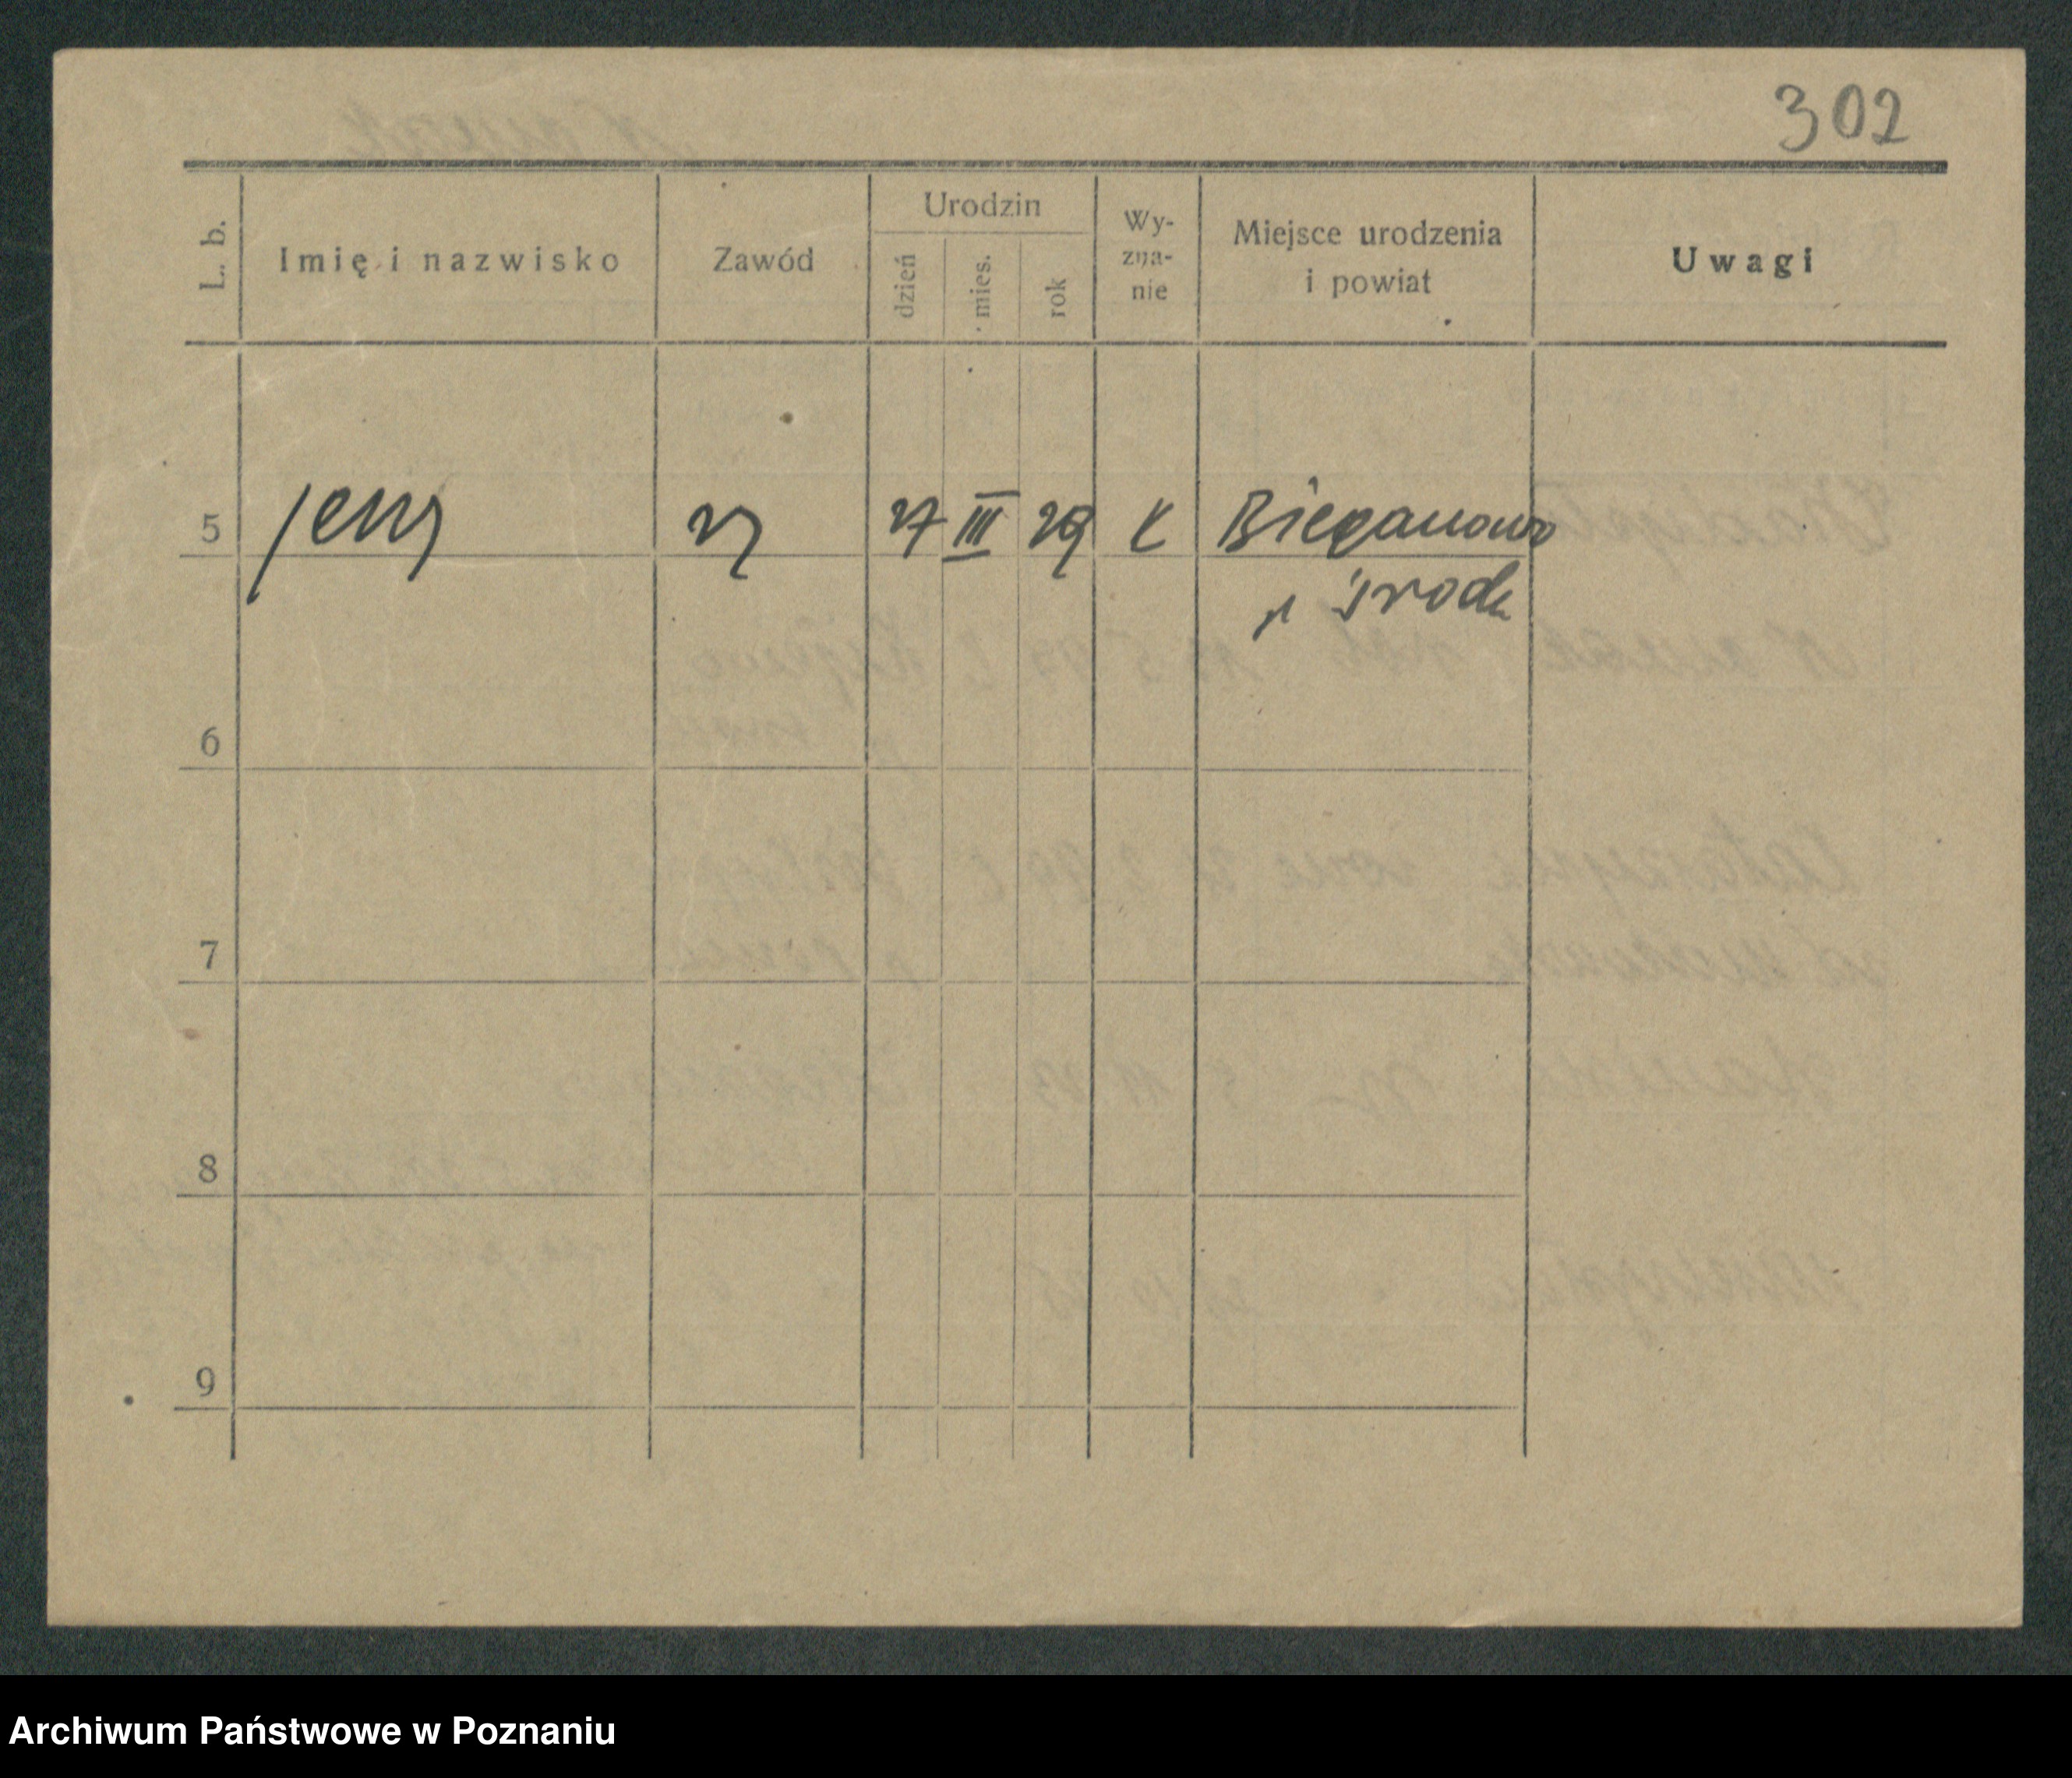 302
L. b.
Imię i nazwisko
Zawód
Urodzin
dzień
mies.
rok
Wy-
zna-
nie
Miejsce urodzenia
i powiat
Uwagi
5 Jerzy 27 III 29 k Bieganowo
p Środa
6
7
8
9
Archiwum Państwowe w Poznaniu